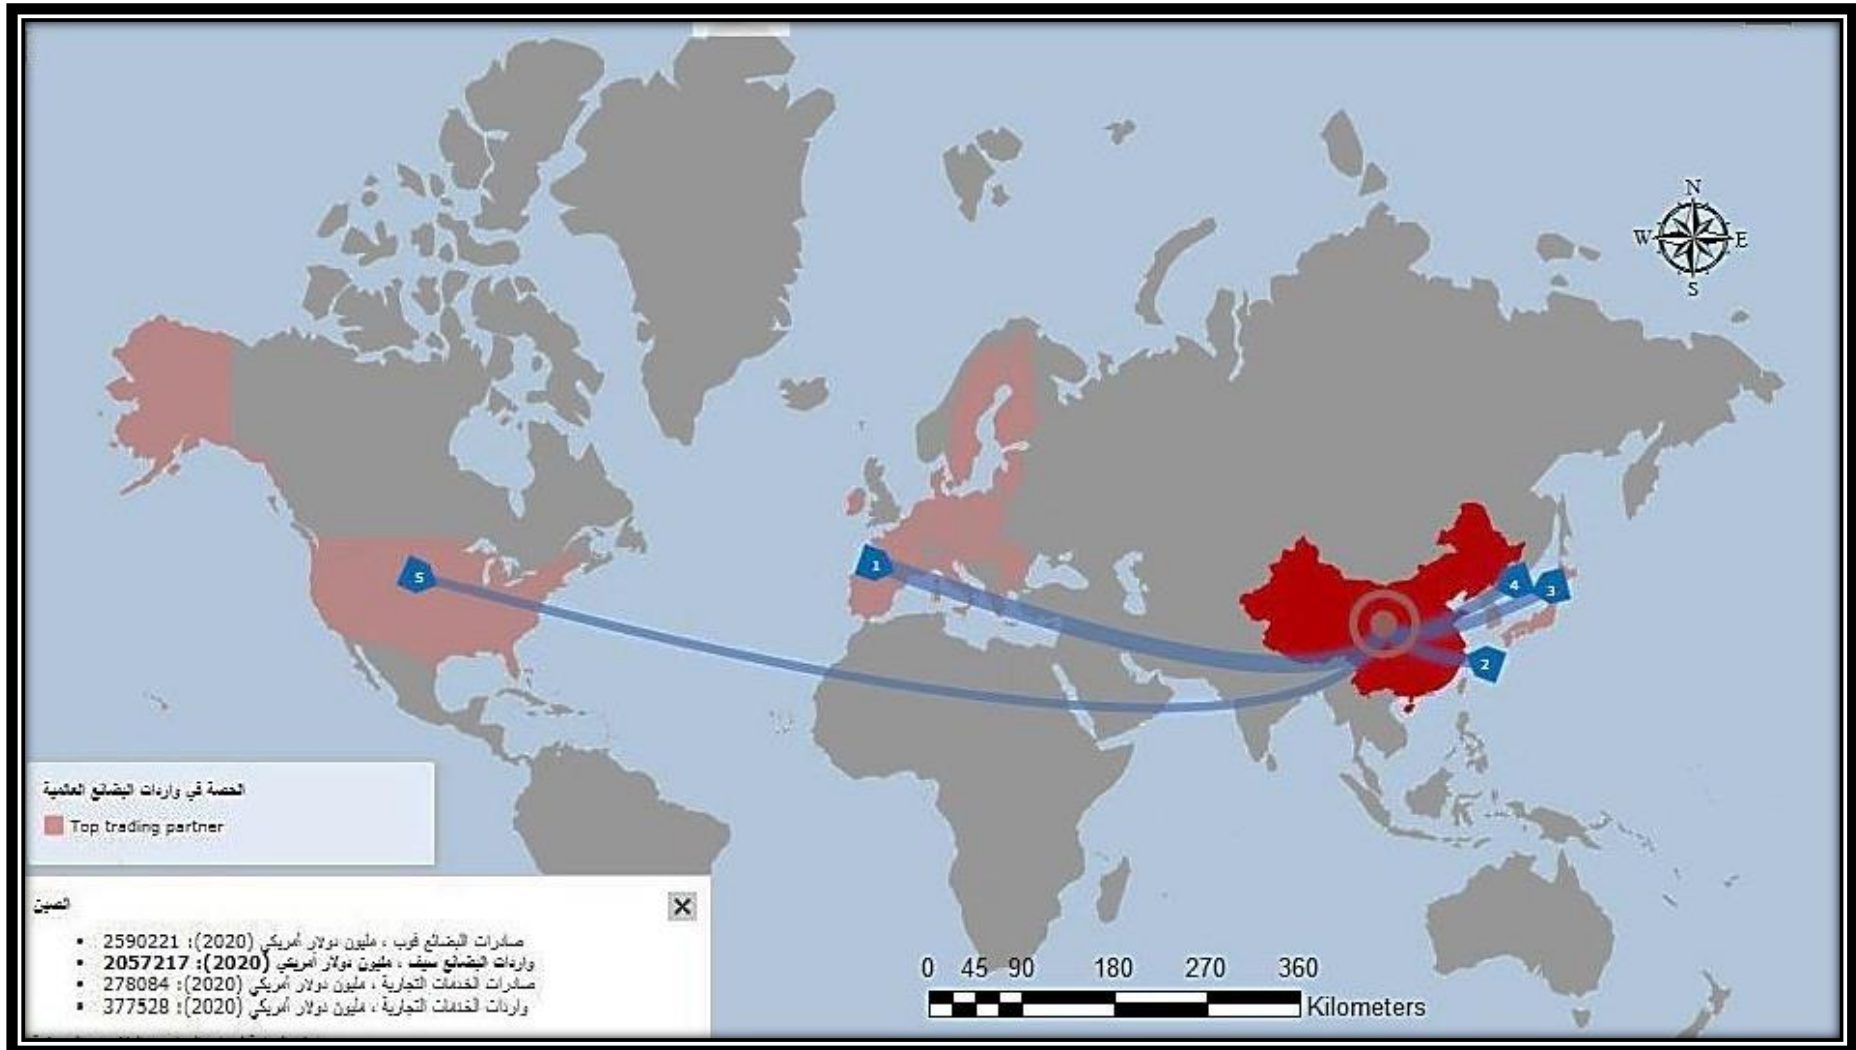 N
W E
S
5
1
4
3
2
الحصة في واردات البضائع العالمية
Top trading partner
الصين
صادرات البضائع فوب ، مليون دولار أمريكي (2020): 2590221
واردات البضائع سيف ، مليون دولار أمريكي (2020): 2057217
صادرات الخدمات التجارية ، مليون دولار أمريكي (2020): 278084
واردات الخدمات التجارية ، مليون دولار أمريكي (2020): 377528
0 45 90 180 270 360
Kilometers